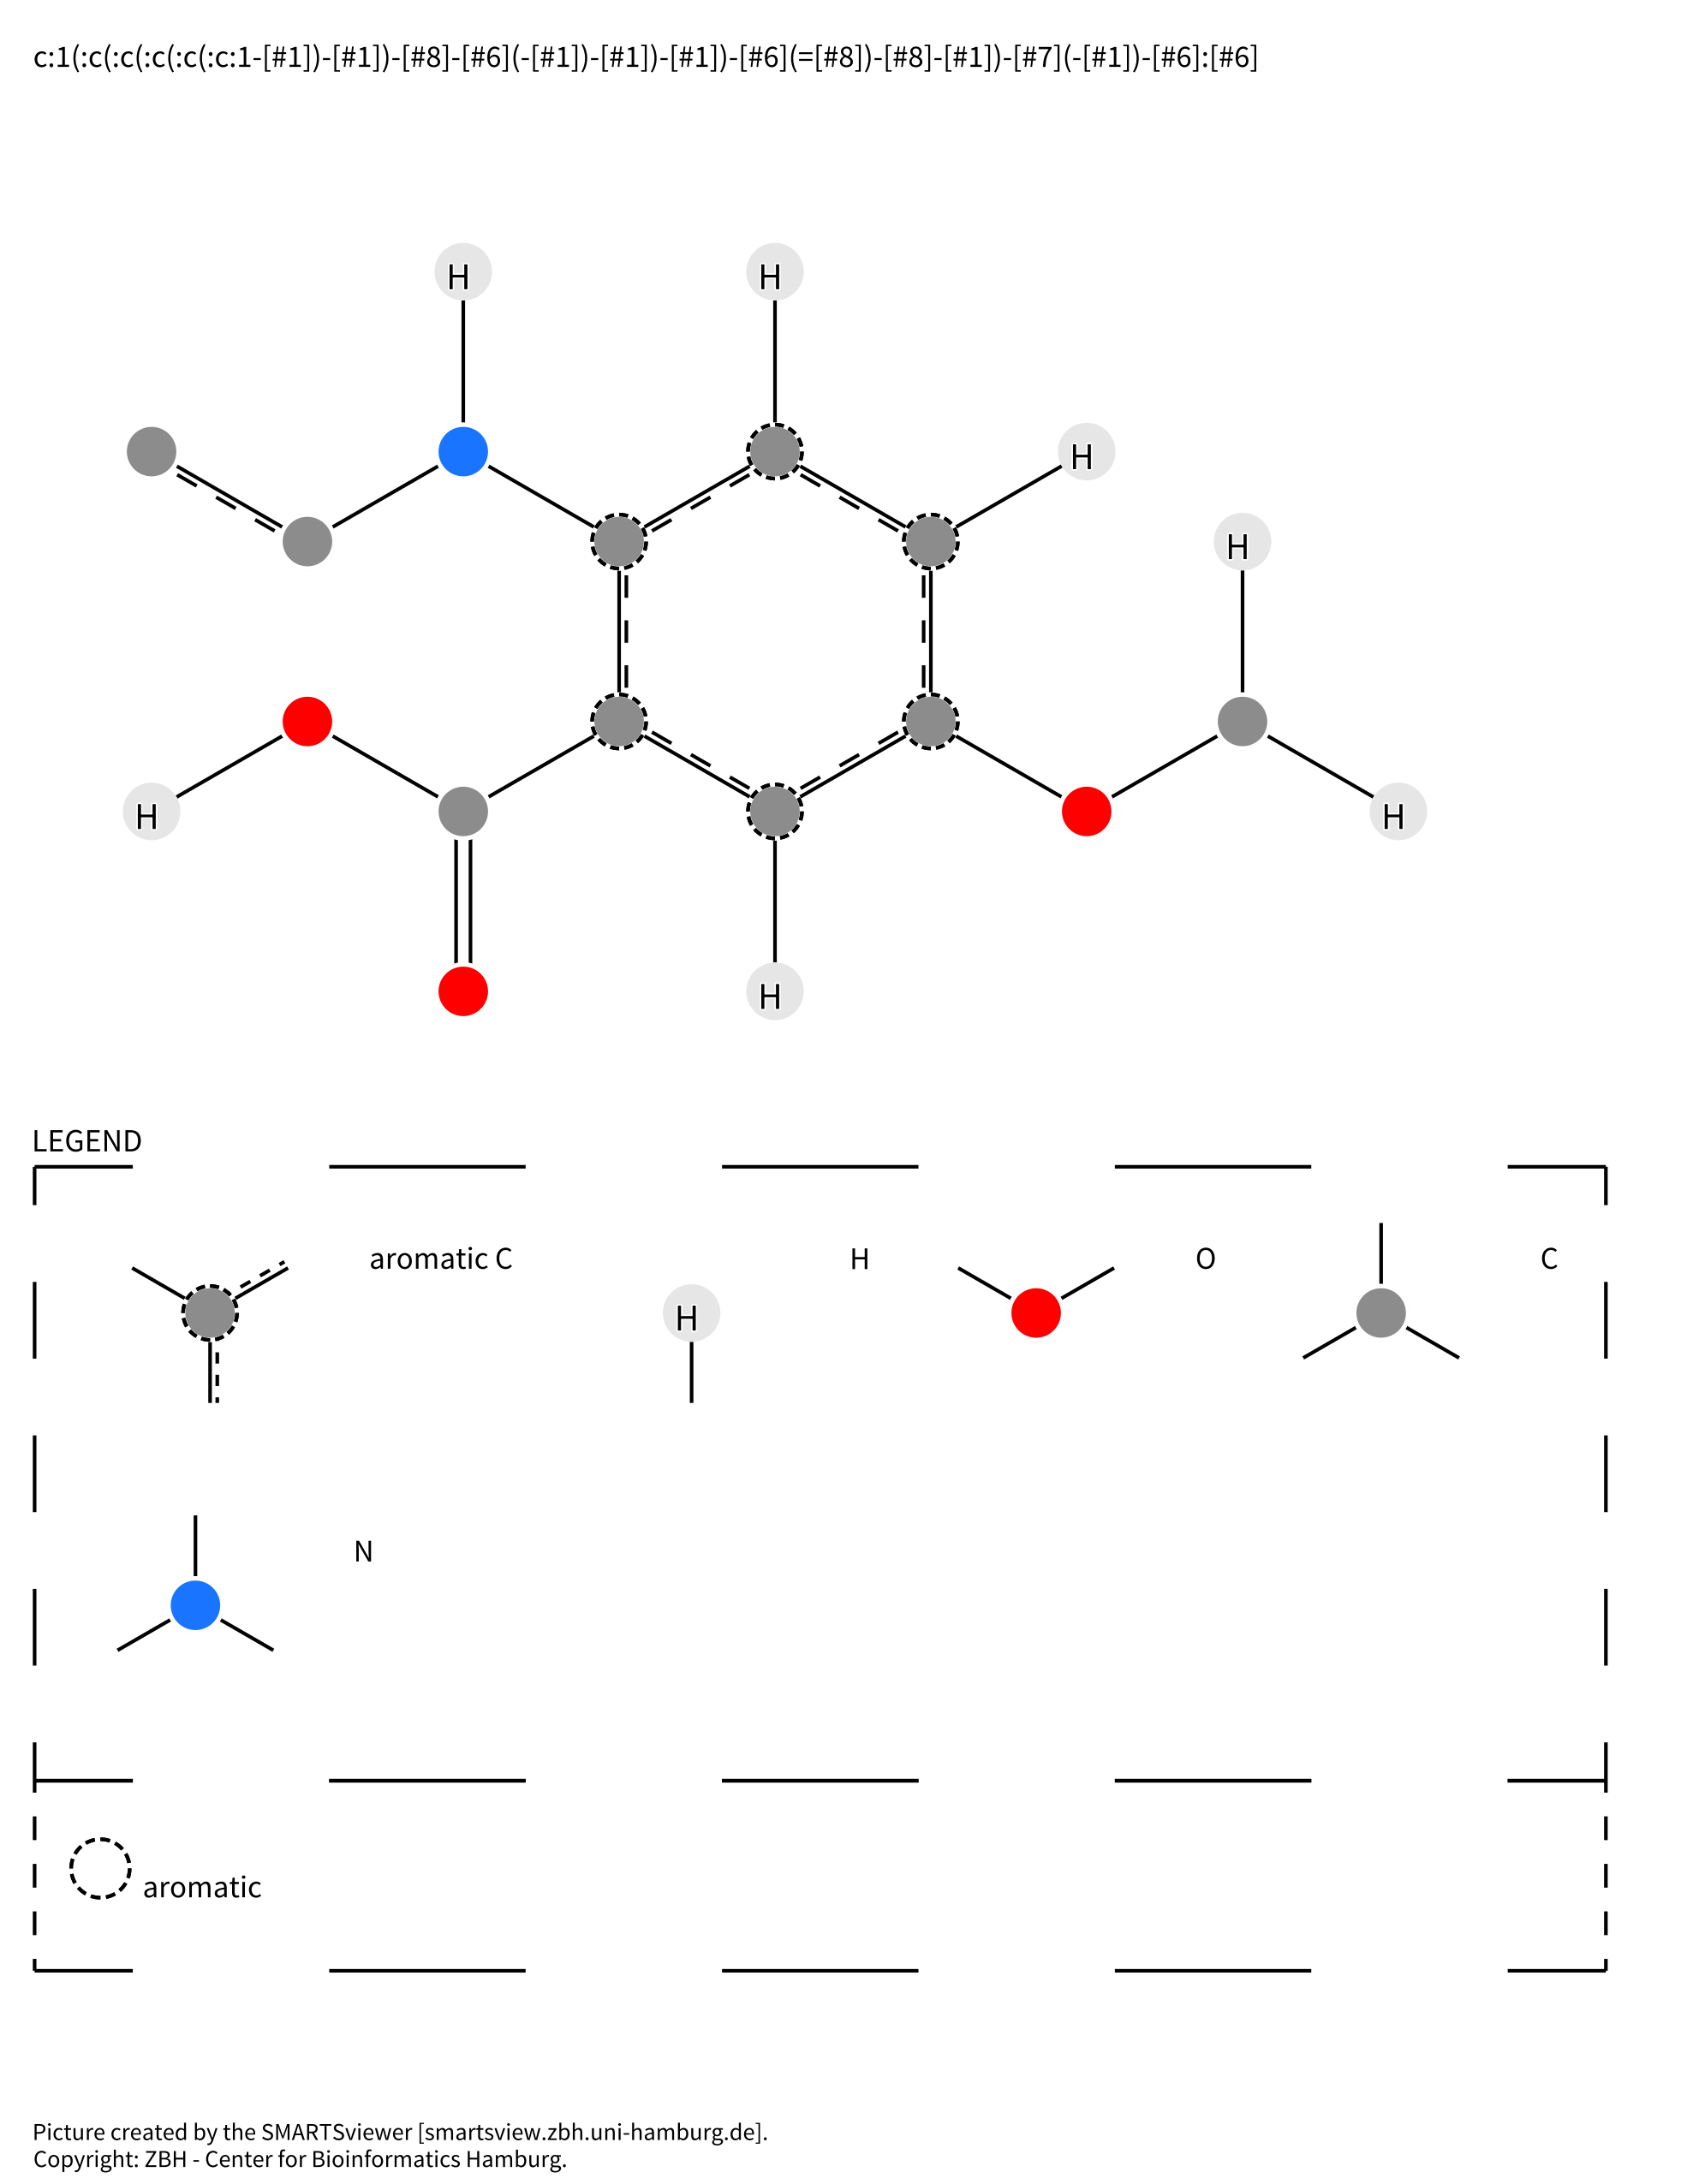 c:1(:c(:c(:c(:c(:c:1-[#1])-[#1])-[#8]-[#6](-[#1])-[#1])-[#1])-[#6](=[#8])-[#8]-[#1])-[#7](-[#1])-[#6]:[#6]
H H
H
H
H H
H
LEGEND
aromatic C H O C
H
N
aromatic
Picture created by the SMARTSviewer [smartsview.zbh.uni-hamburg.de].
Copyright: ZBH - Center for Bioinformatics Hamburg.